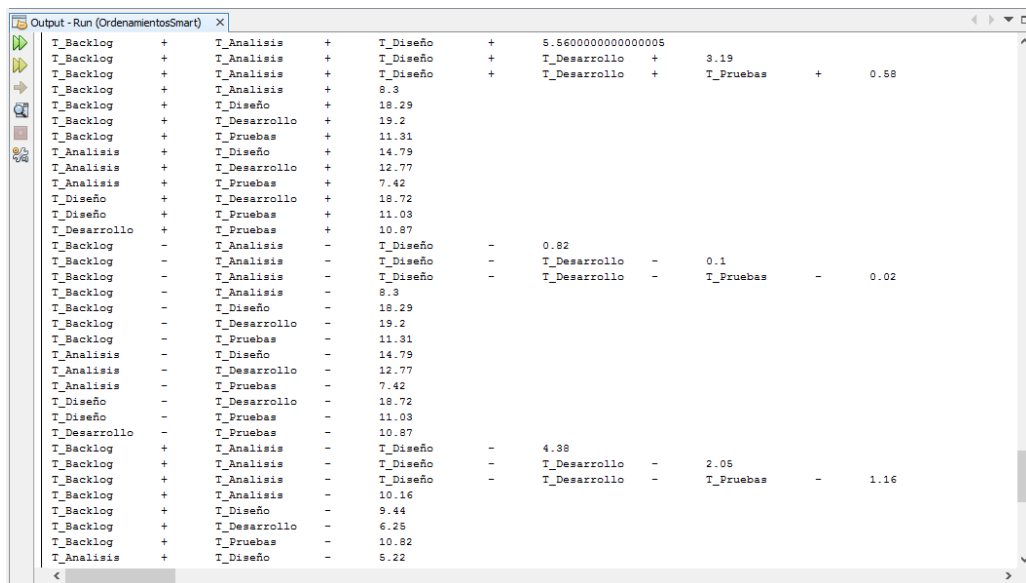 Output - Run (OrdenamientosSmart) ×
T_Backlog + T_Analisis + T_Diseño + 5.5600000000000005
T_Backlog + T_Analisis + T_Diseño + T_Desarrollo + 3.19
T_Backlog + T_Analisis + T_Diseño + T_Desarrollo + T_Pruebas + 0.58
T_Backlog + T_Analisis + 8.3
T_Backlog + T_Diseño + 18.29
T_Backlog + T_Desarrollo + 19.2
T_Backlog + T_Pruebas + 11.31
T_Analisis + T_Diseño + 14.79
T_Analisis + T_Desarrollo + 12.77
T_Analisis + T_Pruebas + 7.42
T_Diseño + T_Desarrollo + 18.72
T_Diseño + T_Pruebas + 11.03
T_Desarrollo + T_Pruebas + 10.87
T_Backlog - T_Analisis - T_Diseño - 0.82
T_Backlog - T_Analisis - T_Diseño - T_Desarrollo - 0.1
T_Backlog - T_Analisis - T_Diseño - T_Desarrollo - T_Pruebas - 0.02
T_Backlog - T_Analisis - 8.3
T_Backlog - T_Diseño - 18.29
T_Backlog - T_Desarrollo - 19.2
T_Backlog - T_Pruebas - 11.31
T_Analisis - T_Diseño - 14.79
T_Analisis - T_Desarrollo - 12.77
T_Analisis - T_Pruebas - 7.42
T_Diseño - T_Desarrollo - 18.72
T_Diseño - T_Pruebas - 11.03
T_Desarrollo - T_Pruebas - 10.87
T_Backlog + T_Analisis - T_Diseño - 4.38
T_Backlog + T_Analisis - T_Diseño - T_Desarrollo - 2.05
T_Backlog + T_Analisis - T_Diseño - T_Desarrollo - T_Pruebas - 1.16
T_Backlog + T_Analisis - 10.16
T_Backlog + T_Diseño - 9.44
T_Backlog + T_Desarrollo - 6.25
T_Backlog + T_Pruebas - 10.82
T_Analisis + T_Diseño - 5.22